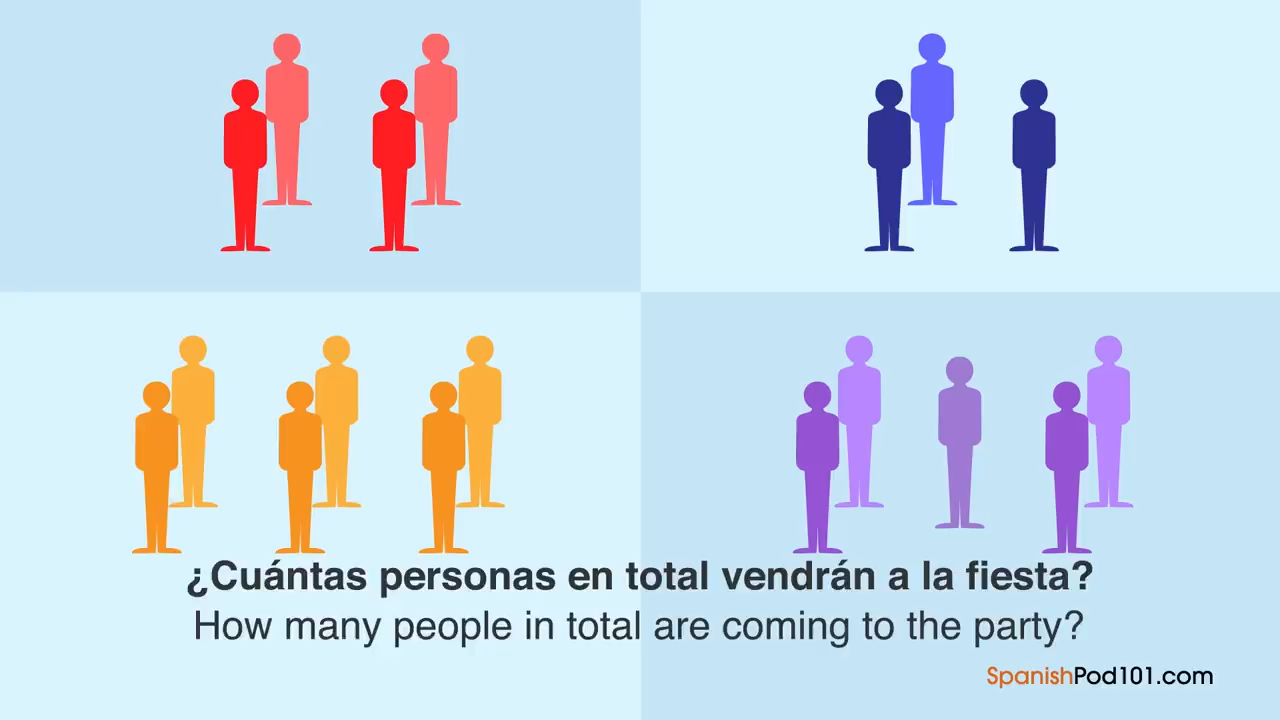 ¿Cuántas personas en total vendrán a la fiesta?
How many people in total are coming to the party?
SpanishPod101.com